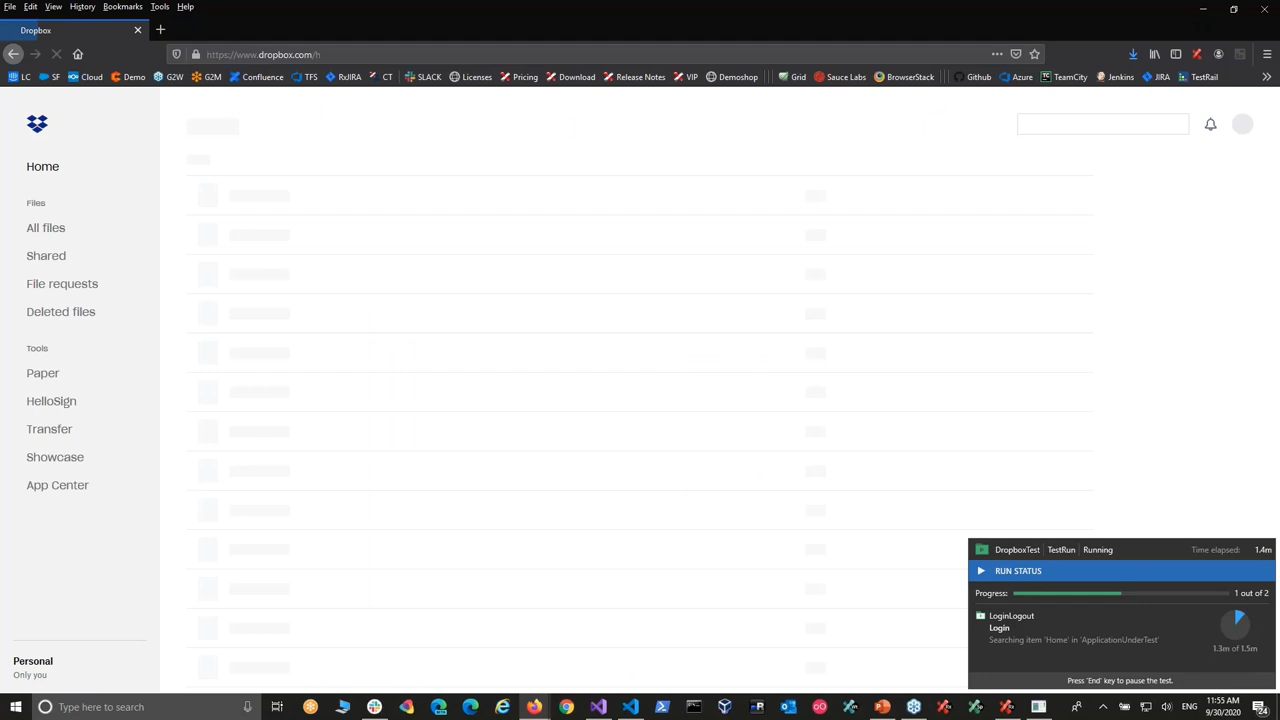 File Edit View History Bookmarks Tools Help
Dropbox
https://www.dropbox.com/h
LC SF Cloud Demo G2W G2M Confluence TFS RxJIRA CT SLACK License Pricing Download Release Notes VIP Demoshop Grid Sauce Labs BrowserStack Github Azure TeamCity Jenkins JIRA TestRail
Home
Files
All files
Shared
File requests
Deleted files
Tools
Paper
HelloSign
Transfer
Showcase
App Center
Personal
Only you
DropboxTest TestRun Running Time elapsed: 1.4m
RUN STATUS
Progress: 1 out of 2
LoginLogout
Login
Searching item 'Home' in 'ApplicationUnderTest'
1.3m of 1.5m
Press 'End' key to pause the test.
Type here to search
ENG
11:55 AM
9/30/2020
24